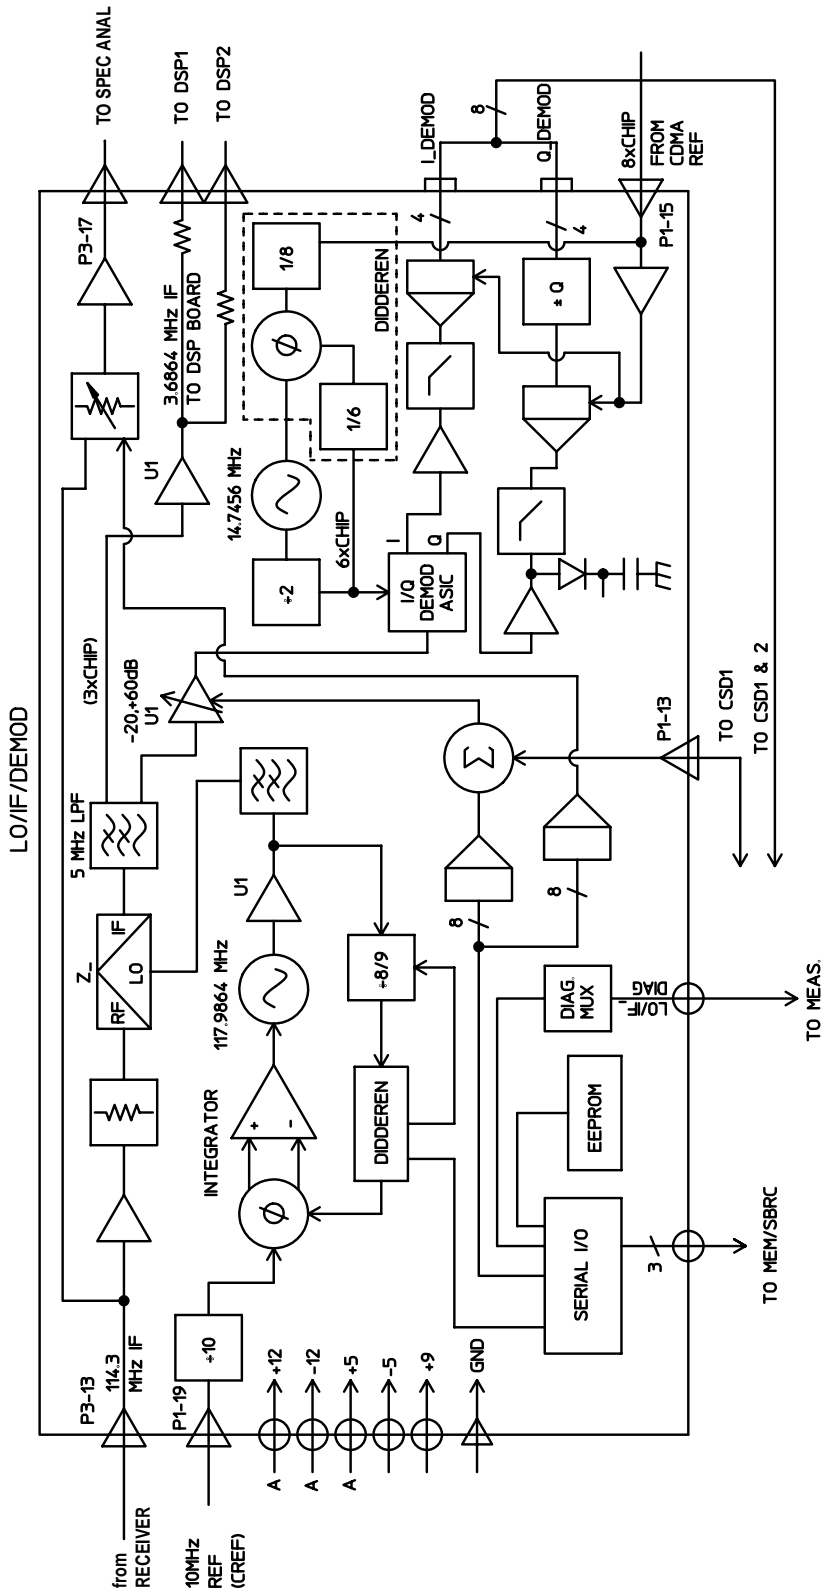 LO/IF/DEMOD
from
RECEIVER
P3-13
114.3
MHz IF
RF
LO
IF
Z_
5 MHz LPF
(3xCHIP)
-20,+60dB
U1
U1
3.6864 MHz IF
TO DSP BOARD
P3-17
TO SPEC ANAL
TO DSP1
TO DSP2
10MHz
REF
(CREF)
P1-19
÷10
INTEGRATOR
Ø
+
-
117.9864 MHz
U1
÷8/9
DIDDEREN
÷2
14.7456 MHz
6xCHIP
1/6
Ø
1/8
DIDDEREN
I/Q
DEMOD
ASIC
I
Q
4
I_DEMOD
± Q
4
Q_DEMOD
8
8xCHIP
FROM
CDMA
REF
P1-15
A
+12
A
-12
A
+5
-5
+9
GND
SERIAL I/O
EEPROM
DIAG.
MUX
LO/IF_
DIAG
8
8
Σ
P1-13
TO CSD1
TO CSD1 & 2
3
TO MEM/SBRC
TO MEAS.